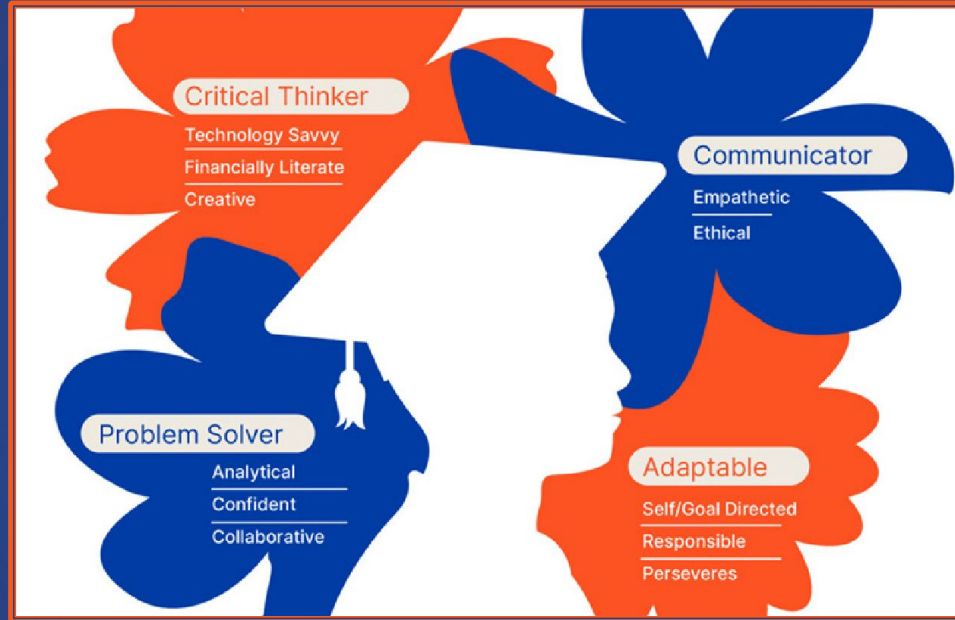 Critical Thinker
Technology Savvy
Financially Literate
Creative
Communicator
Empathetic
Ethical
Problem Solver
Analytical
Confident
Collaborative
Adaptable
Self/Goal Directed
Responsible
Perseveres